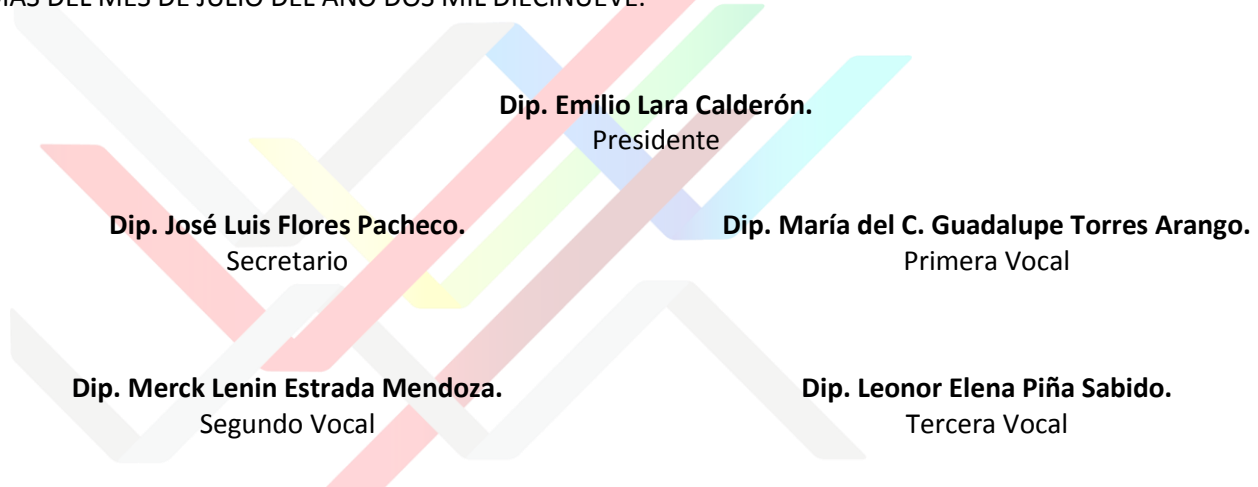 DEL MES DE JULIO DEL AÑO DOS MIL DIECINUEVE.
Dip. Emilio Lara Calderón.
Presidente
Dip. José Luis Flores Pacheco. Dip. María del C. Guadalupe Torres Arango.
Secretario Primera Vocal
Dip. Merck Lenin Estrada Mendoza. Dip. Leonor Elena Piña Sabido.
Segundo Vocal Tercera Vocal